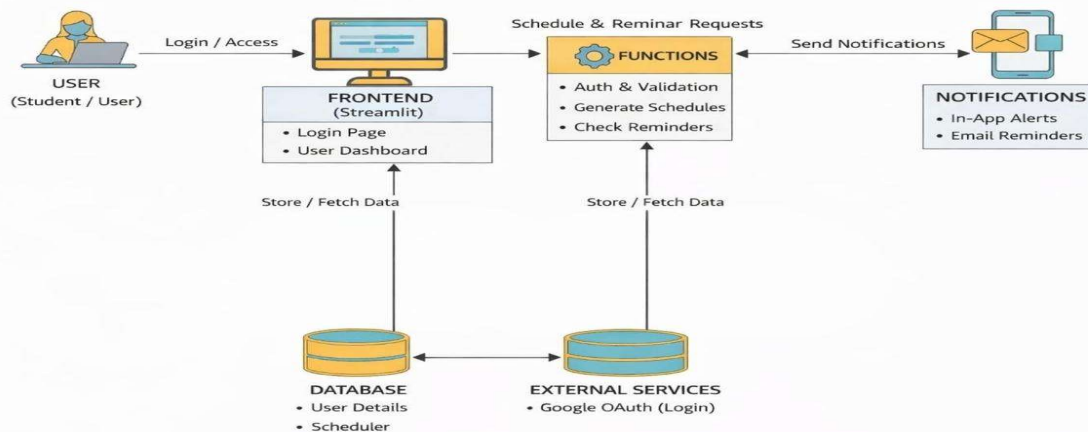 Login / Access
Schedule & Reminar Requests
Send Notifications
USER
(Student / User)
FRONTEND
(Streamlit)
• Login Page
• User Dashboard
FUNCTIONS
• Auth & Validation
• Generate Schedules
• Check Reminders
NOTIFICATIONS
• In-App Alerts
• Email Reminders
Store / Fetch Data
Store / Fetch Data
DATABASE
• User Details
• Scheduler
EXTERNAL SERVICES
• Google OAuth (Login)